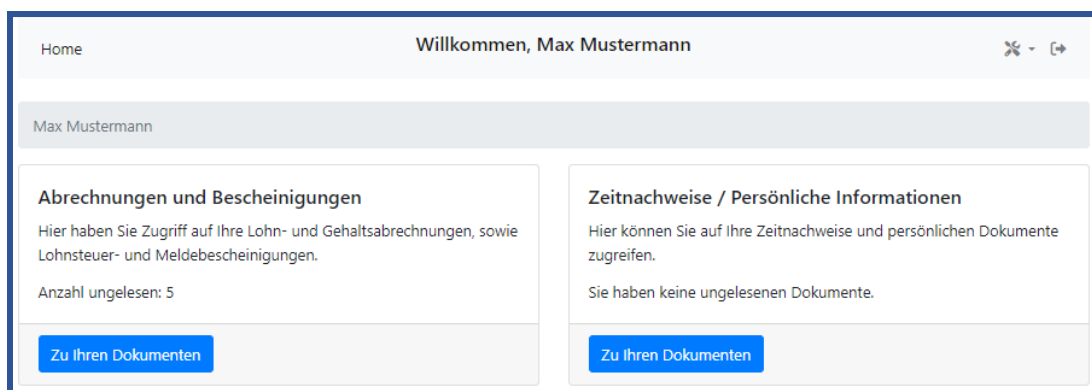 Home
Willkommen, Max Mustermann
Max Mustermann
Abrechnungen und Bescheinigungen
Hier haben Sie Zugriff auf Ihre Lohn- und Gehaltsabrechnungen, sowie
Lohnsteuer- und Meldebescheinigungen.
Anzahl ungelesen: 5
Zu Ihren Dokumenten
Zeitnachweise / Persönliche Informationen
Hier können Sie auf Ihre Zeitnachweise und persönlichen Dokumente
zugreifen.
Sie haben keine ungelesenen Dokumente.
Zu Ihren Dokumenten